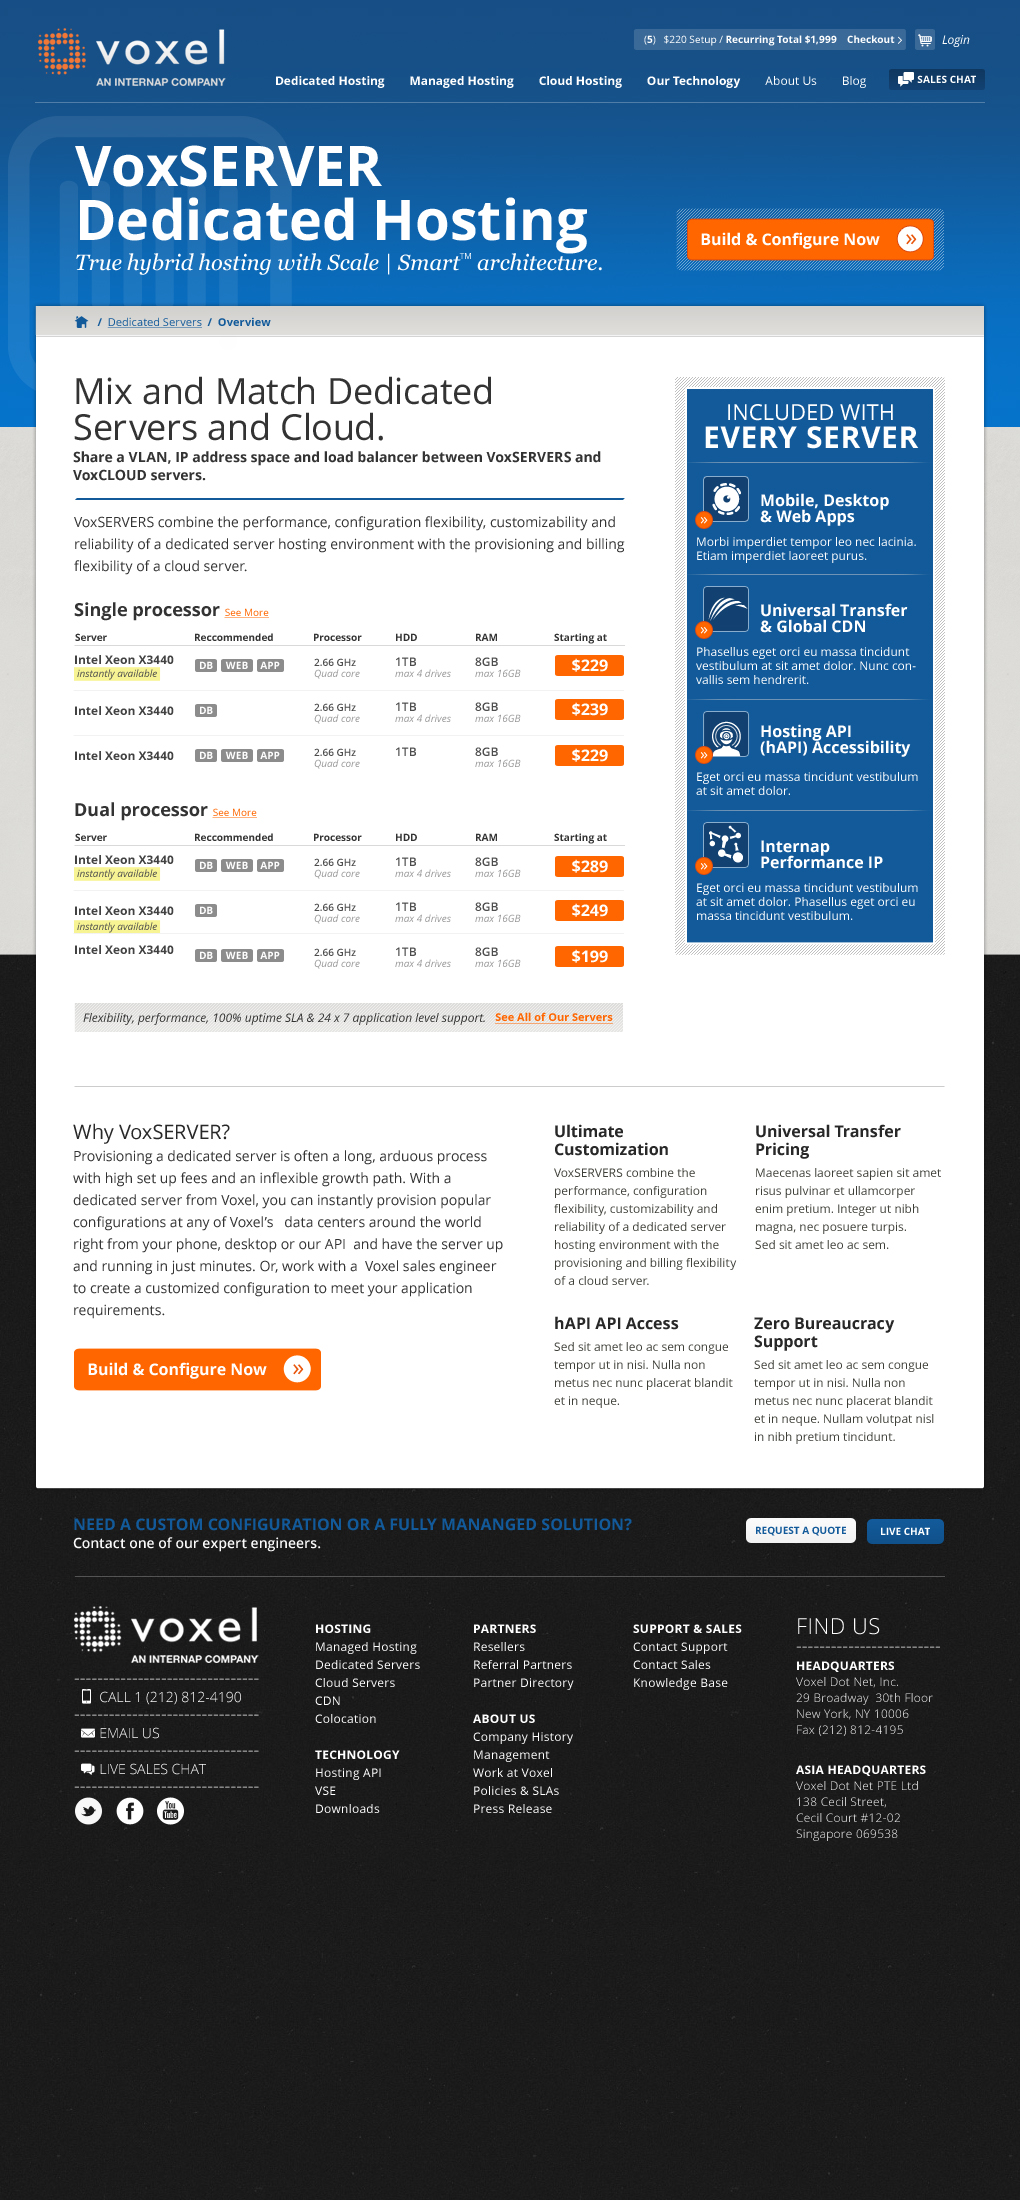 voxel
AN INTERNAP COMPANY
(5) $220 Setup / Recurring Total $1,999 Checkout >
Login
Dedicated Hosting Managed Hosting Cloud Hosting Our Technology About Us Blog SALES CHAT
VoxSERVER
Dedicated Hosting
True hybrid hosting with Scale | Smart™ architecture.
Build & Configure Now »
/ Dedicated Servers / Overview
Mix and Match Dedicated
Servers and Cloud.
Share a VLAN, IP address space and load balancer between VoxSERVERS and
VoxCLOUD servers.
VoxSERVERS combine the performance, configuration flexibility, customizability and
reliability of a dedicated server hosting environment with the provisioning and billing
flexibility of a cloud server.
Single processor See More
Server Reccommended Processor HDD RAM Starting at
Intel Xeon X3440 DB WEB APP 2.66 GHz 1TB 8GB $229
instantly available Quad core max 4 drives max 16GB
Intel Xeon X3440 DB 2.66 GHz 1TB 8GB $239
Quad core max 4 drives max 16GB
Intel Xeon X3440 DB WEB APP 2.66 GHz 1TB 8GB $229
Quad core max 16GB
Dual processor See More
Server Reccommended Processor HDD RAM Starting at
Intel Xeon X3440 DB WEB APP 2.66 GHz 1TB 8GB $289
instantly available Quad core max 4 drives max 16GB
Intel Xeon X3440 DB 2.66 GHz 1TB 8GB $249
instantly available Quad core max 4 drives max 16GB
Intel Xeon X3440 DB WEB APP 2.66 GHz 1TB 8GB $199
Quad core max 4 drives max 16GB
Flexibility, performance, 100% uptime SLA & 24 x 7 application level support. See All of Our Servers
INCLUDED WITH
EVERY SERVER
Mobile, Desktop
& Web Apps
Morbi imperdiet tempor leo nec lacinia.
Etiam imperdiet laoreet purus.
Universal Transfer
& Global CDN
Phasellus eget orci eu massa tincidunt
vestibulum at sit amet dolor. Nunc con-
vallis sem hendrerit.
Hosting API
(hAPI) Accessibility
Eget orci eu massa tincidunt vestibulum
at sit amet dolor.
Internap
Performance IP
Eget orci eu massa tincidunt vestibulum
at sit amet dolor. Phasellus eget orci eu
massa tincidunt vestibulum.
Why VoxSERVER?
Provisioning a dedicated server is often a long, arduous process
with high set up fees and an inflexible growth path. With a
dedicated server from Voxel, you can instantly provision popular
configurations at any of Voxel's data centers around the world
right from your phone, desktop or our API and have the server up
and running in just minutes. Or, work with a Voxel sales engineer
to create a customized configuration to meet your application
requirements.
Build & Configure Now »
Ultimate
Customization
VoxSERVERS combine the
performance, configuration
flexibility, customizability and
reliability of a dedicated server
hosting environment with the
provisioning and billing flexibility
of a cloud server.
Universal Transfer
Pricing
Maecenas laoreet sapien sit amet
risus pulvinar et ullamcorper
enim pretium. Integer ut nibh
magna, nec posuere turpis.
Sed sit amet leo ac sem.
hAPI API Access
Sed sit amet leo ac sem congue
tempor ut in nisi. Nulla non
metus nec nunc placerat blandit
et in neque.
Zero Bureaucracy
Support
Sed sit amet leo ac sem congue
tempor ut in nisi. Nulla non
metus nec nunc placerat blandit
et in neque. Nullam volutpat nisl
in nibh pretium tincidunt.
NEED A CUSTOM CONFIGURATION OR A FULLY MANANGED SOLUTION?
Contact one of our expert engineers.
REQUEST A QUOTE LIVE CHAT
voxel
AN INTERNAP COMPANY
CALL 1 (212) 812-4190
EMAIL US
LIVE SALES CHAT
You
Tube
HOSTING
Managed Hosting
Dedicated Servers
Cloud Servers
CDN
Colocation
TECHNOLOGY
Hosting API
VSE
Downloads
PARTNERS
Resellers
Referral Partners
Partner Directory
ABOUT US
Company History
Management
Work at Voxel
Policies & SLAs
Press Release
SUPPORT & SALES
Contact Support
Contact Sales
Knowledge Base
FIND US
HEADQUARTERS
Voxel Dot Net, Inc.
29 Broadway 30th Floor
New York, NY 10006
Fax (212) 812-4195
ASIA HEADQUARTERS
Voxel Dot Net PTE Ltd
138 Cecil Street,
Cecil Court #12-02
Singapore 069538